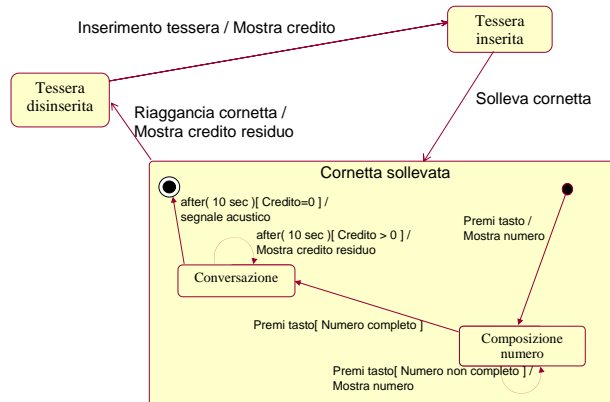 Inserimento tessera / Mostra credito
Tessera
inserita
Tessera
disinserita
Riaggancia cornetta /
Mostra credito residuo
Solleva cornetta
Cornetta sollevata
after( 10 sec )[ Credito=0 ] /
segnale acustico
after( 10 sec )[ Credito > 0 ] /
Mostra credito residuo
Premi tasto /
Mostra numero
Conversazione
Premi tasto[ Numero completo ]
Composizione
numero
Premi tasto[ Numero non completo ] /
Mostra numero